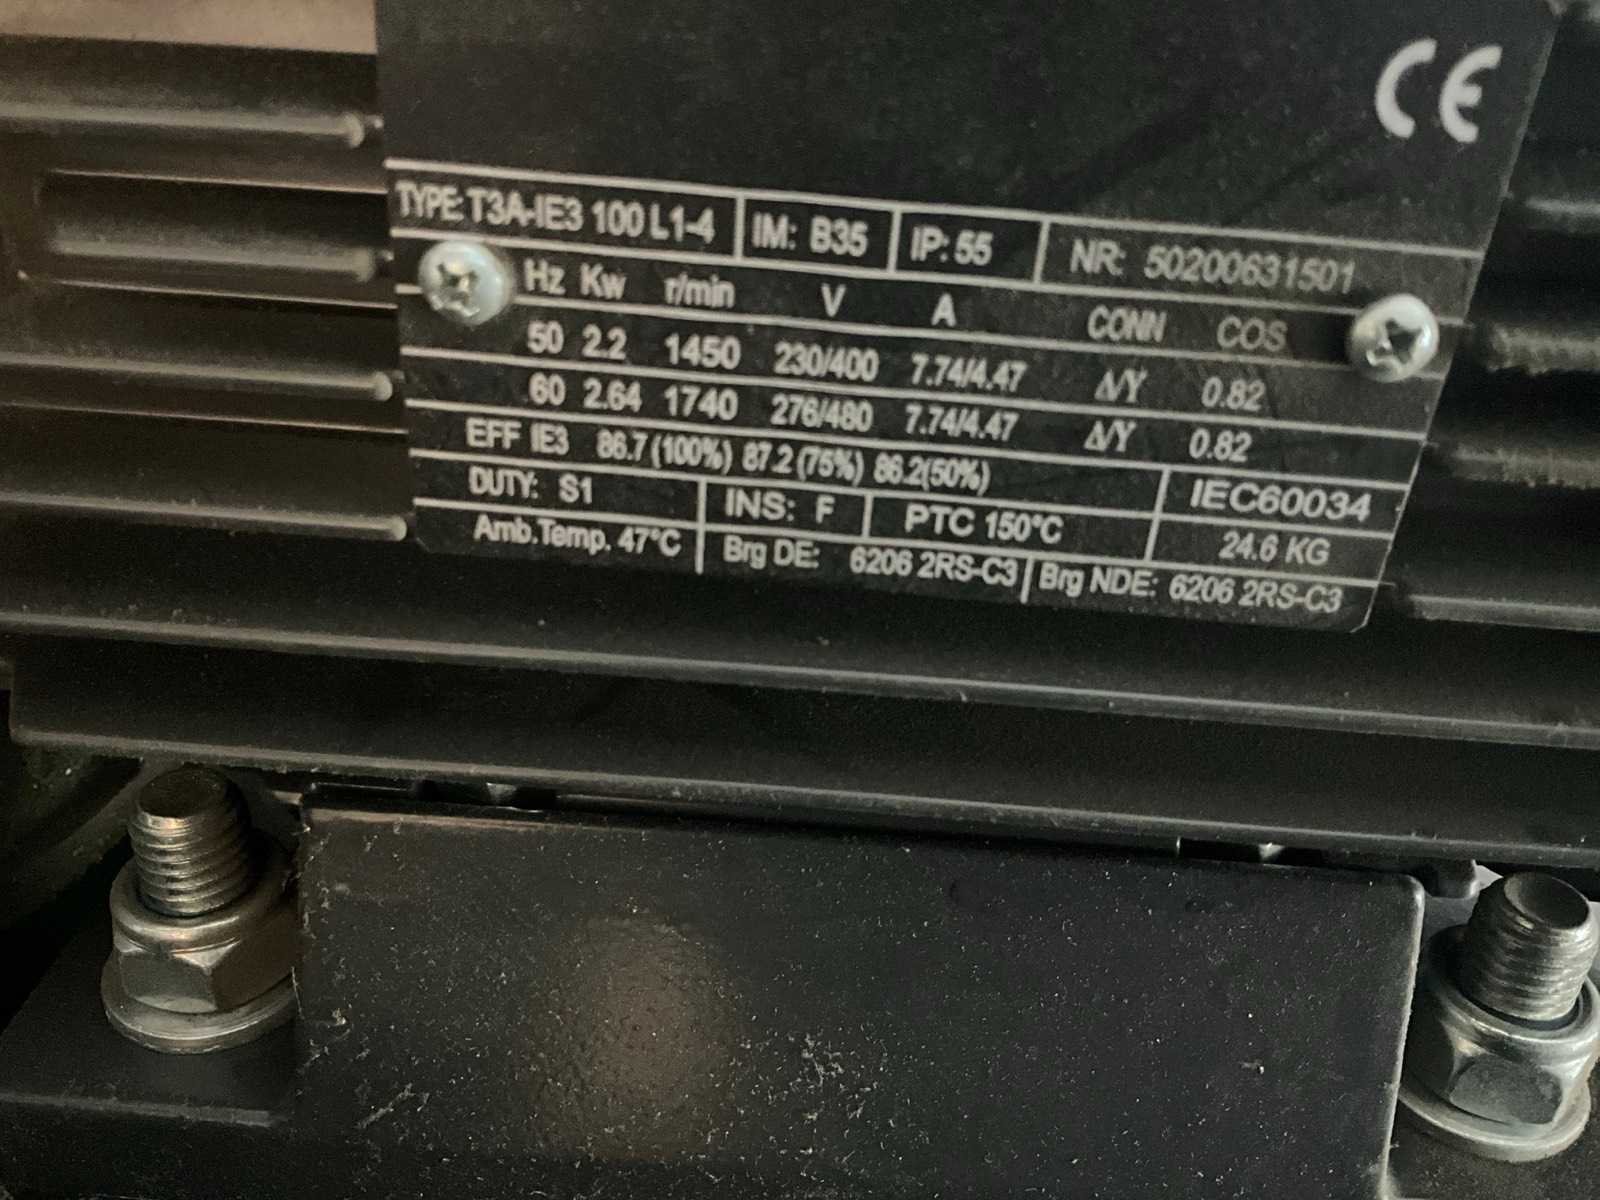 CE
TYPE: T3A-IE3 100 L1-4 IM: B35 IP: 55 NR: 50200631501
Hz Kw r/min V A CONN COS
50 2.2 1450 230/400 7.74/4.47 Δ/Y 0.82
60 2.64 1740 276/480 7.74/4.47 Δ/Y 0.82
EFF IE3 86.7 (100%) 87.2 (75%) 86.2(50%) IEC60034
DUTY: S1 INS: F PTC 150°C 24.6 KG
Amb.Temp. 47°C Brg DE: 6206 2RS-C3 Brg NDE: 6206 2RS-C3